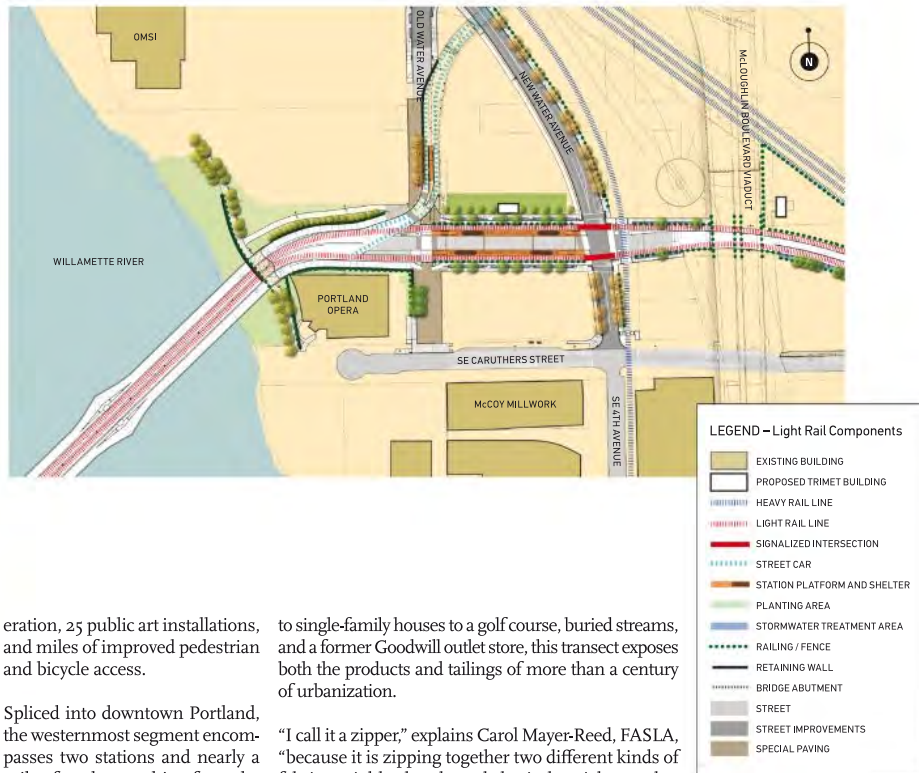 OMSI
OLD WATER AVENUE
NEW WATER AVENUE
McLOUGHLIN BOULEVARD VIADUCT
N
WILLAMETTE RIVER
PORTLAND
OPERA
SE CARUTHERS STREET
McCOY MILLWORK
SE 4TH AVENUE
LEGEND – Light Rail Components
EXISTING BUILDING
PROPOSED TRIMET BUILDING
HEAVY RAIL LINE
LIGHT RAIL LINE
SIGNALIZED INTERSECTION
STREET CAR
STATION PLATFORM AND SHELTER
PLANTING AREA
STORMWATER TREATMENT AREA
RAILING / FENCE
RETAINING WALL
BRIDGE ABUTMENT
STREET
STREET IMPROVEMENTS
SPECIAL PAVING
eration, 25 public art installations,
and miles of improved pedestrian
and bicycle access.
Spliced into downtown Portland,
the westernmost segment encom-
passes two stations and nearly a
to single-family houses to a golf course, buried streams,
and a former Goodwill outlet store, this transect exposes
both the products and tailings of more than a century
of urbanization.
"I call it a zipper," explains Carol Mayer-Reed, FASLA,
"because it is zipping together two different kinds of